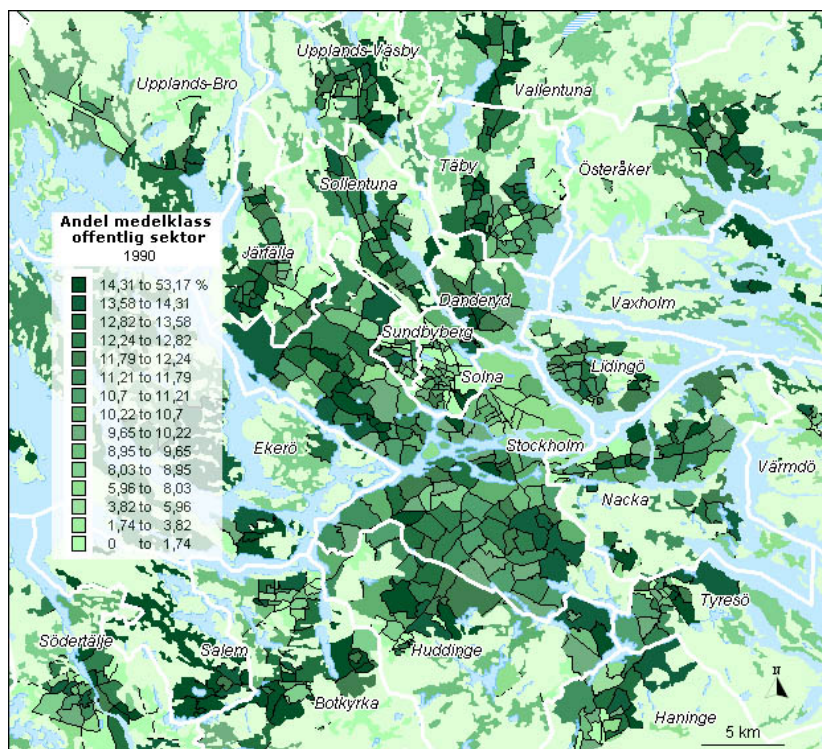 Upplands-Väsby
Upplands-Bro
Vallentuna
Täby
Österåker
Sollentuna
Andel medelklass
offentlig sektor
1990
14,31 to 53,17 %
13,58 to 14,31
12,82 to 13,58
12,24 to 12,82
11,79 to 12,24
11,21 to 11,79
10,7 to 11,21
10,22 to 10,7
9,65 to 10,22
8,95 to 9,65
8,03 to 8,95
5,96 to 8,03
3,82 to 5,96
1,74 to 3,82
0 to 1,74
Järfälla
Danderyd
Vaxholm
Sundbyberg
Lidingö
Solna
Ekerö
Stockholm
Värmdö
Nacka
Tyresö
Södertälje
Salem
Huddinge
Botkyrka
Haninge
N
5 km